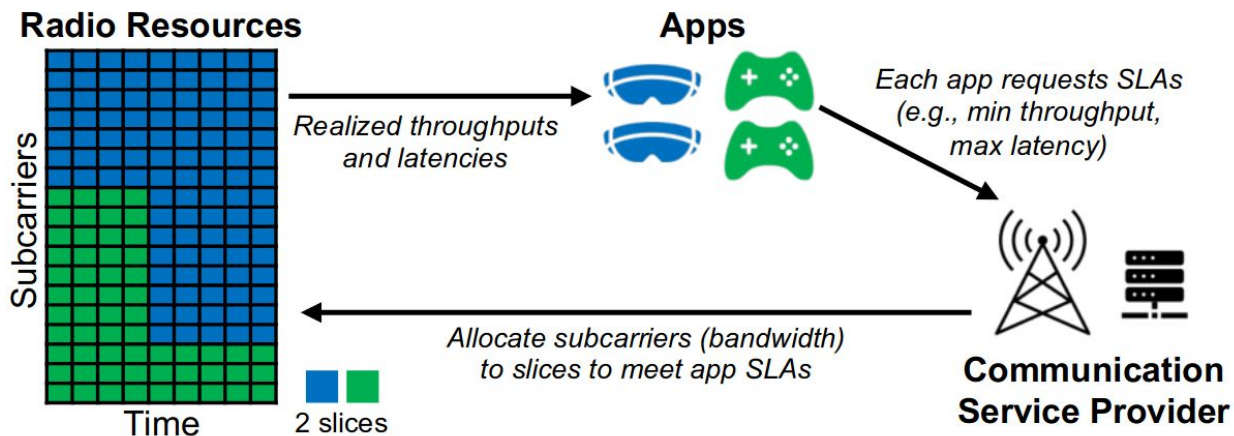 Radio Resources
Subcarriers
Time
2 slices
Realized throughputs
and latencies
Apps
Each app requests SLAs
(e.g., min throughput,
max latency)
Allocate subcarriers (bandwidth)
to slices to meet app SLAs
Communication
Service Provider